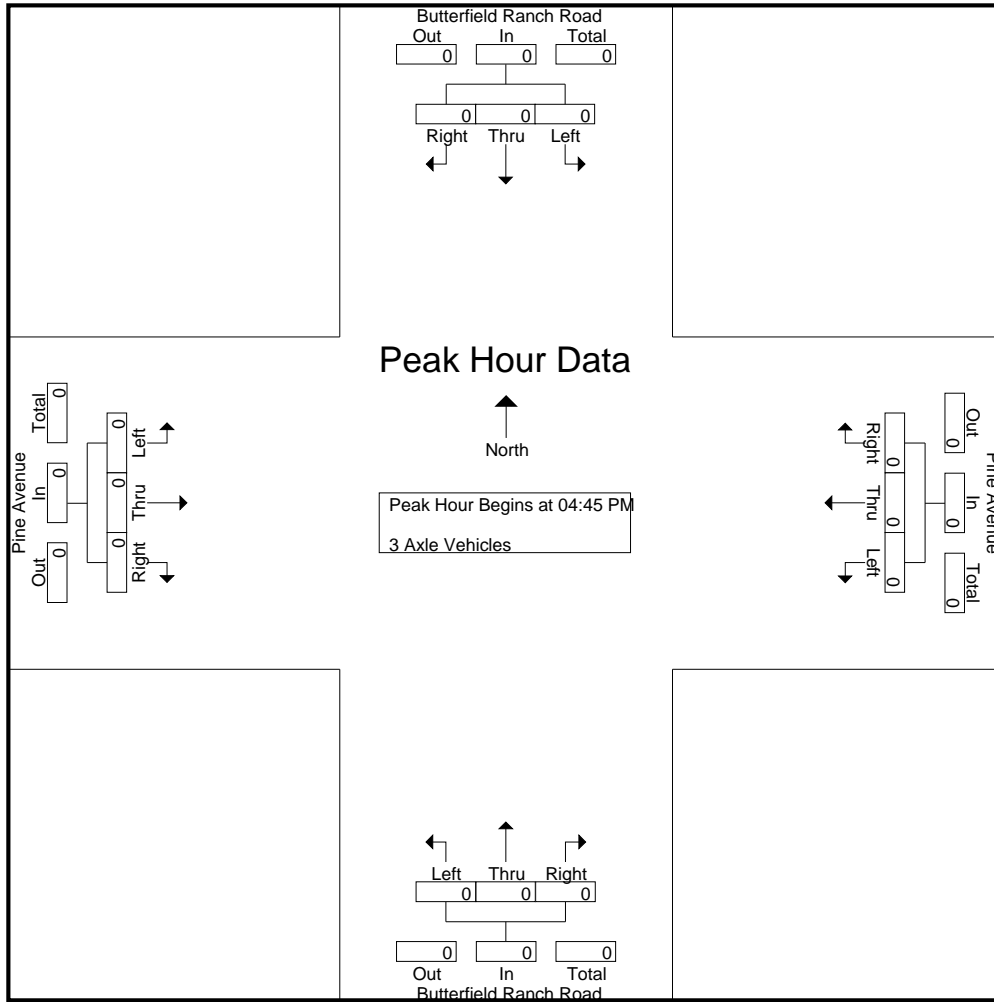 Butterfield Ranch Road
Out In Total
0 0 0
0 0 0
Right Thru Left
Peak Hour Data
North
Peak Hour Begins at 04:45 PM
3 Axle Vehicles
Pine Avenue
Out In Total
0 0 0
0 0 0
Right Thru Left
Pine Avenue
Out In Total
0 0 0
0 0 0
Right Thru Left
Left Thru Right
0 0 0
0 0 0
Out In Total
Butterfield Ranch Road